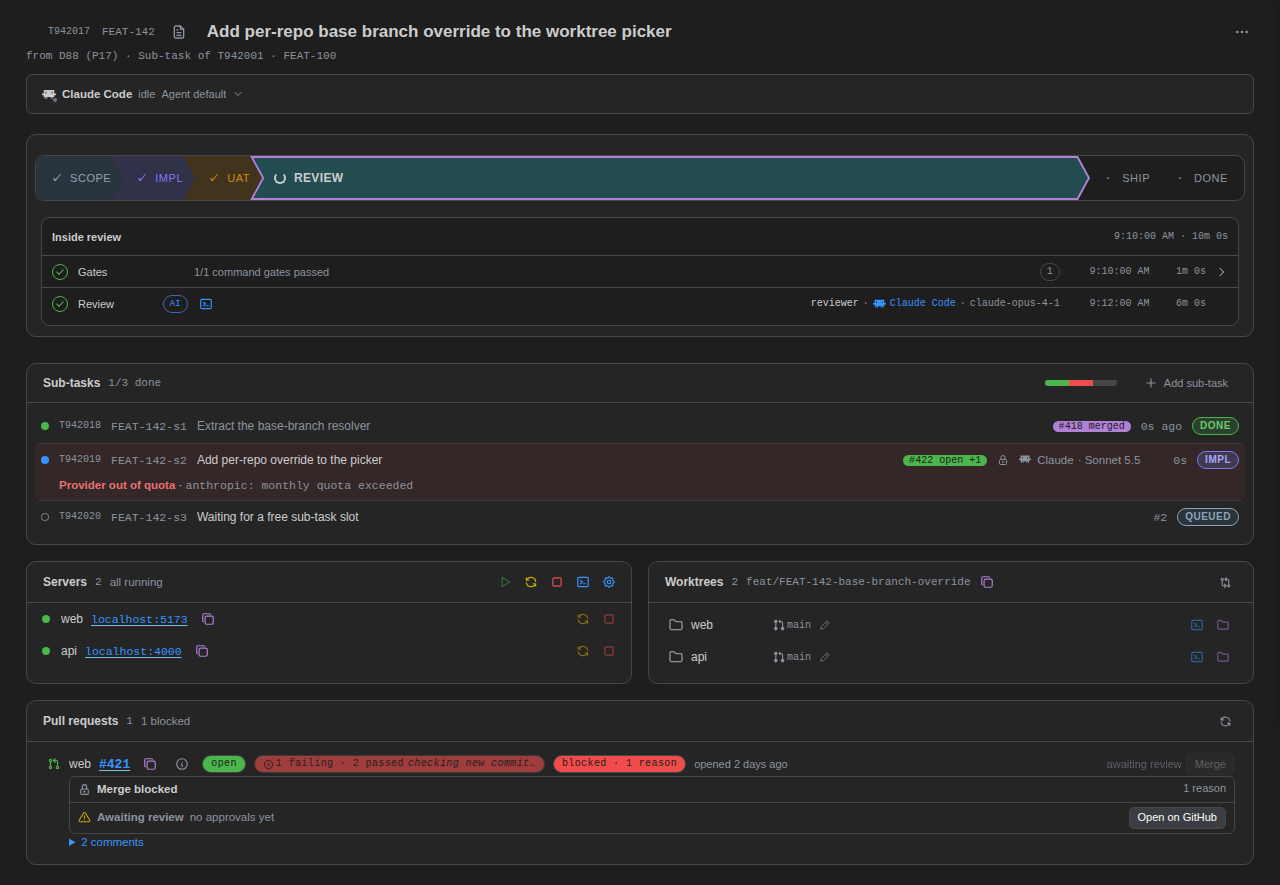 T942017 FEAT-142 Add per-repo base branch override to the worktree picker
from D88 (P17) · Sub-task of T942001 · FEAT-100
Claude Code idle Agent default
SCOPE IMPL UAT REVIEW · SHIP · DONE
Inside review 9:10:00 AM · 10m 0s
Gates 1/1 command gates passed 1 9:10:00 AM 1m 0s
Review AI reviewer · Claude Code · claude-opus-4-1 9:12:00 AM 6m 0s
Sub-tasks 1/3 done Add sub-task
T942018 FEAT-142-s1 Extract the base-branch resolver #418 merged 0s ago DONE
T942019 FEAT-142-s2 Add per-repo override to the picker #422 open +1 Claude · Sonnet 5.5 0s IMPL
Provider out of quota · anthropic: monthly quota exceeded
T942020 FEAT-142-s3 Waiting for a free sub-task slot #2 QUEUED
Servers 2 all running
web localhost:5173
api localhost:4000
Worktrees 2 feat/FEAT-142-base-branch-override
web main
api main
Pull requests 1 1 blocked
web #421 open 1 failing · 2 passed checking new commit… blocked · 1 reason opened 2 days ago awaiting review Merge
Merge blocked 1 reason
Awaiting review no approvals yet Open on GitHub
2 comments